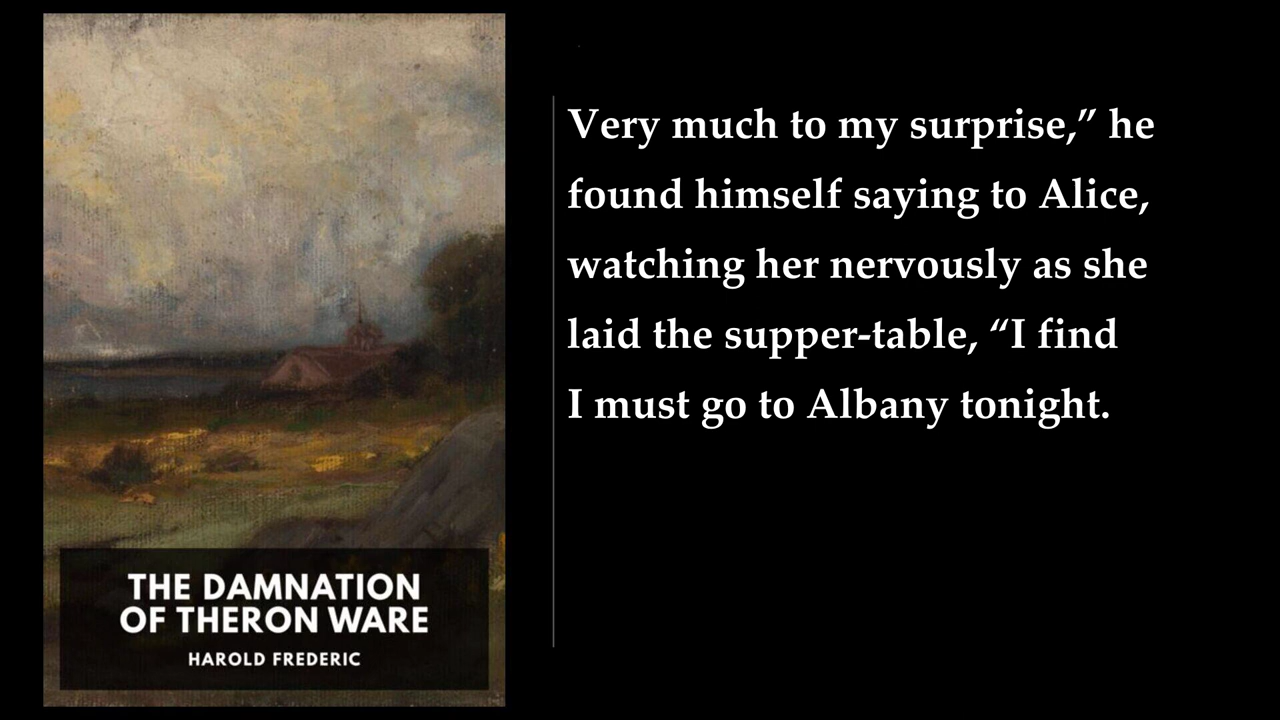 THE DAMNATION
OF THERON WARE
HAROLD FREDERIC
Very much to my surprise,” he
found himself saying to Alice,
watching her nervously as she
laid the supper-table, “I find
I must go to Albany tonight.